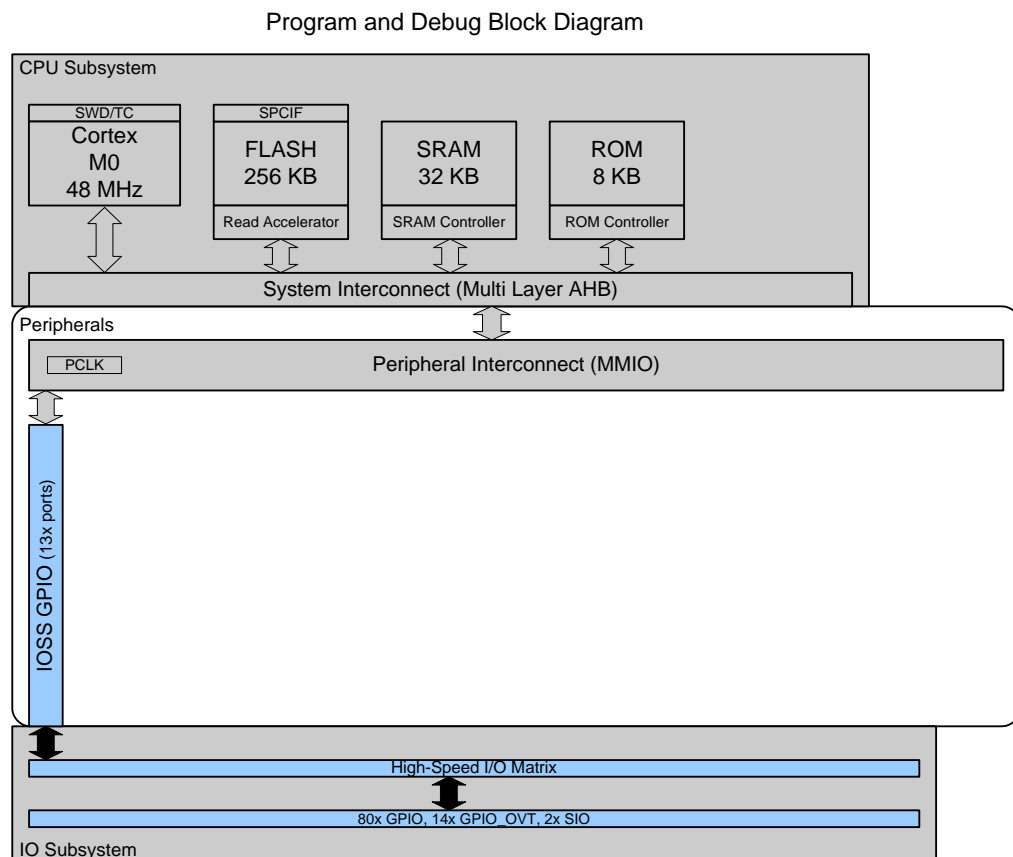 Program and Debug Block Diagram
CPU Subsystem
SWD/TC
Cortex
M0
48 MHz
SPCIF
FLASH
256 KB
Read Accelerator
SRAM
32 KB
SRAM Controller
ROM
8 KB
ROM Controller
System Interconnect (Multi Layer AHB)
Peripherals
PCLK
Peripheral Interconnect (MMIO)
IOSS GPIO (13x ports)
High-Speed I/O Matrix
80x GPIO, 14x GPIO_OVT, 2x SIO
IO Subsystem